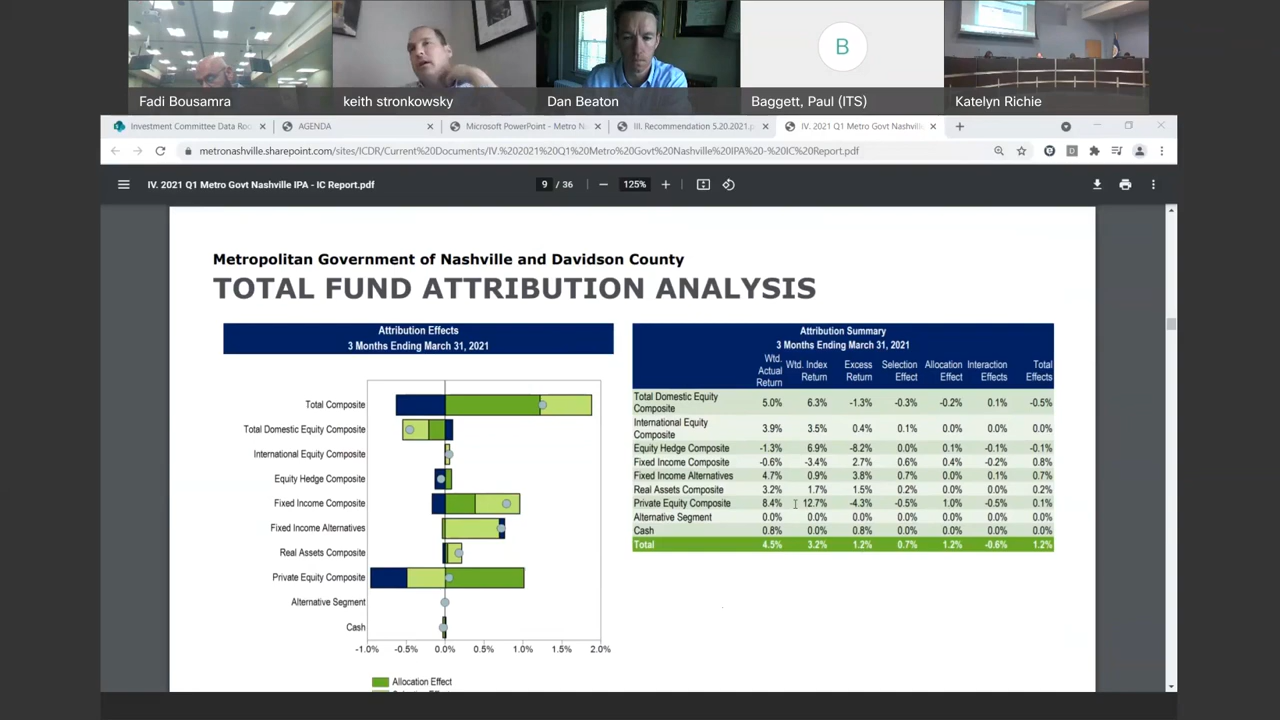 B
Fadi Bousamra
keith stronkowsky
Dan Beaton
Baggett, Paul (ITS)
Katelyn Richie
Investment Committee Data Roo
AGENDA
Microsoft PowerPoint - Metro N
III. Recommendation 5.20.2021.p
IV. 2021 Q1 Metro Govt Nashvill
metronashville.sharepoint.com/sites/ICDR/Current%20Documents/IV.%202021%20Q1%20Metro%20Govt%20Nashville%20IPA%20-%20IC%20Report.pdf
IV. 2021 Q1 Metro Govt Nashville IPA - IC Report.pdf
9 / 36
125%
Metropolitan Government of Nashville and Davidson County
TOTAL FUND ATTRIBUTION ANALYSIS
Attribution Effects
3 Months Ending March 31, 2021
Total Composite
Total Domestic Equity Composite
International Equity Composite
Equity Hedge Composite
Fixed Income Composite
Fixed Income Alternatives
Real Assets Composite
Private Equity Composite
Alternative Segment
Cash
-1.0% -0.5% 0.0% 0.5% 1.0% 1.5% 2.0%
Allocation Effect
Attribution Summary
3 Months Ending March 31, 2021
Wtd. Actual Return Wtd. Index Return Excess Return Selection Effect Allocation Effect Interaction Effects Total Effects
Total Domestic Equity Composite 5.0% 6.3% -1.3% -0.3% -0.2% 0.1% -0.5%
International Equity Composite 3.9% 3.5% 0.4% 0.1% 0.0% 0.0% 0.0%
Equity Hedge Composite -1.3% 6.9% -8.2% 0.0% 0.1% -0.1% -0.1%
Fixed Income Composite -0.6% -3.4% 2.7% 0.6% 0.4% -0.2% 0.8%
Fixed Income Alternatives 4.7% 0.9% 3.8% 0.7% 0.0% 0.1% 0.7%
Real Assets Composite 3.2% 1.7% 1.5% 0.2% 0.0% 0.0% 0.2%
Private Equity Composite 8.4% 12.7% -4.3% -0.5% 1.0% -0.5% 0.1%
Alternative Segment 0.0% 0.0% 0.0% 0.0% 0.0% 0.0% 0.0%
Cash 0.8% 0.0% 0.8% 0.0% 0.0% 0.0% 0.0%
Total 4.5% 3.2% 1.2% 0.7% 1.2% -0.6% 1.2%